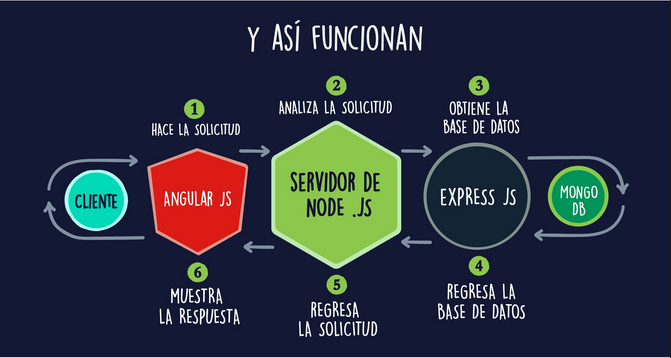 Y ASÍ FUNCIONAN
1
HACE LA SOLICITUD
2
ANALIZA LA SOLICITUD
3
OBTIENE LA
BASE DE DATOS
CLIENTE
ANGULAR JS
SERVIDOR DE
NODE .JS
EXPRESS JS
MONGO
DB
6
MUESTRA
LA RESPUESTA
5
REGRESA
LA SOLICITUD
4
REGRESA LA
BASE DE DATOS